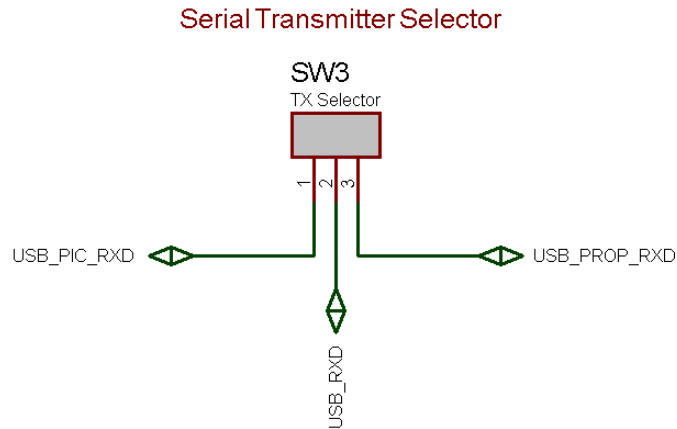 Serial Transmitter Selector
SW3
TX Selector
1
2
3
USB_PIC_RXD
USB_PROP_RXD
USB_RXD